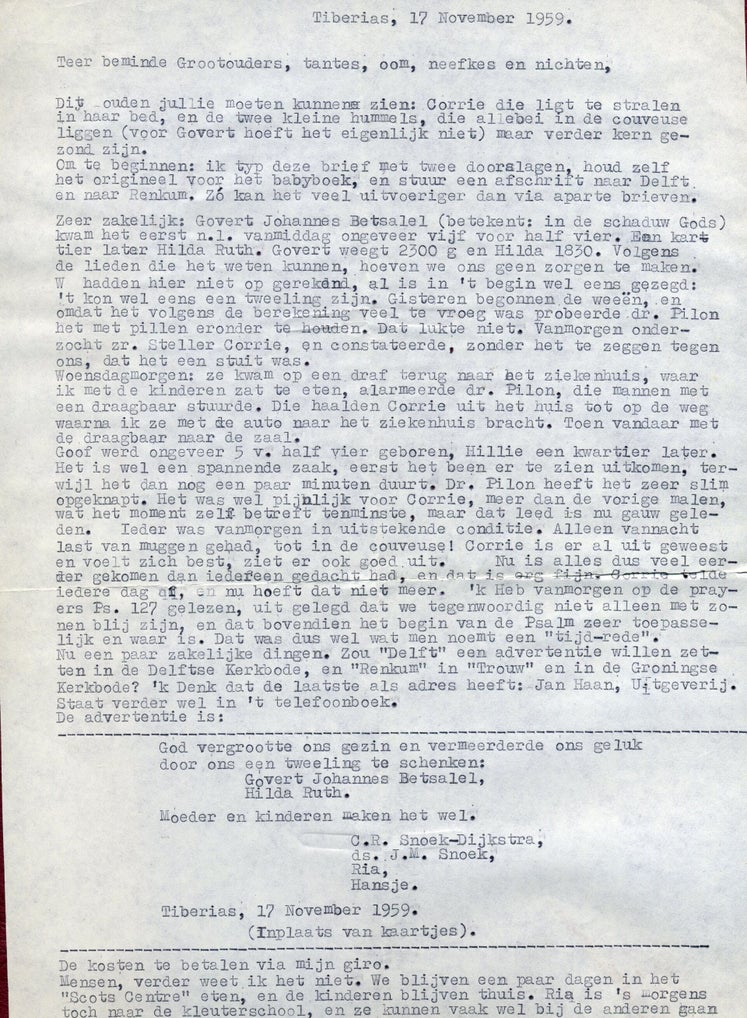 Tiberias, 17 November 1959.
Teer beminde Grootouders, tantes, oom, neefkes en nichten,
Dit ouden jullie moeten kunnens zien: Corrie die ligt te stralen
in haar bed, en de twee kleine hummels, die allebei in de couveuse
liggen (voor Govert hoeft het eigenlijk niet) maar verder kern ge-
zond zijn.
Om te beginnen: ik typ deze brief met twee doorslagen, houd zelf
het origineel voor het babyboek, en stuur een afschrift naar Delft
en naar Renkum. Zó kan het veel uitvoeriger dan via aparte brieven.
Zeer zakelijk: Govert Johannes Betsalel (betekent: in de schaduw Gods)
kwam het eerst n.l. vanmiddag ongeveer vijf voor half vier. Een kart
tier later Hilda Ruth. Govert weegt 2300 g en Hilda 1830. Volgens
de lieden die het weten kunnen, hoeven we ons geen zorgen te maken.
W hadden hier niet op gerekend, al is in 't begin wel eens gezegd:
't kon wel eens een tweeling zijn. Gisteren begonnen de weeën, en
omdat het volgens de berekening veel te vroeg was probeerde dr. Pilon
het met pillen eronder te houden. Dat lukte niet. Vanmorgen onder-
zocht zr. Steller Corrie, en constateerde, zonder het te zeggen tegen
ons, dat het een stuit was.
Woensdagmorgen: ze kwam op een draf terug naar het ziekenhuis, waar
ik met de kinderen zat te eten, alarmeerde dr. Pilon, die mannen met
een draagbaar stuurde. Die haalden Corrie uit het huis tot op de weg
waarna ik ze met de auto naar het ziekenhuis bracht. Toen vandaar met
de draagbaar naar de zaal.
Goof werd ongeveer 5 v. half vier geboren, Hillie een kwartier later.
Het is wel een spannende zaak, eerst het been er te zien uitkomen, ter-
wijl het dan nog een paar minuten duurt. Dr. Pilon heeft het zeer slim
opgeknapt. Het was wel pijnlijk voor Corrie, meer dan de vorige malen,
wat het moment zelf betreft tenminste, maar dat leed is nu gauw gele-
den. Ieder was vanmorgen in uitstekende conditie. Alleen vannacht
last van muggen gehad, tot in de couveuse! Corrie is er al uit geweest
en voelt zich best, ziet er ook goed uit. Nu is alles dus veel eer-
der gekomen dan iedereen gedacht had, en dat is erg fijn. Corrie telde
iedere dag af, en nu hoeft dat niet meer. 'k Heb vanmorgen op de pray-
ers Ps. 127 gelezen, uit gelegd dat we tegenwoordig niet alleen met zo-
nen blij zijn, en dat bovendien het begin van de Psalm zeer toepasse-
lijk en waar is. Dat was dus wel wat men noemt een "tijd-rede".
Nu een paar zakelijke dingen. Zou "Delft" een advertentie willen zet-
ten in de Delftse Kerkbode, en "Renkum" in "Trouw" en in de Groningse
Kerkbode? 'k Denk dat de laatste als adres heeft: Jan Haan, Uitgeverij.
Staat verder wel in 't telefoonboek.
De advertentie is:
God vergrootte ons gezin en vermeerderde ons geluk
door ons een tweeling te schenken:
Govert Johannes Betsalel,
Hilda Ruth.
Moeder en kinderen maken het wel.
C.R. Snoek-Dijkstra,
ds. J.M. Snoek,
Ria,
Hansje.
Tiberias, 17 November 1959.
(Inplaats van kaartjes).
De kosten te betalen via mijn giro.
Mensen, verder weet ik het niet. We blijven een paar dagen in het
"Scots Centre" eten, en de kinderen blijven thuis. Ria is 's morgens
toch naar de kleuterschool, en ze kunnen vaak wel bij de anderen gaan